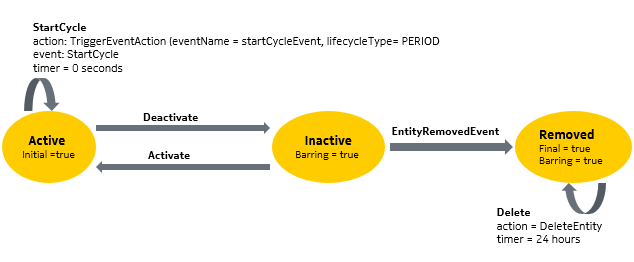 StartCycle
action: TriggerEventAction (eventName = startCycleEvent, lifecycleType= PERIOD
event: StartCycle
timer = 0 seconds
Deactivate
Active
Initial =true
Activate
Inactive
Barring = true
EntityRemovedEvent
Removed
Final = true
Barring = true
Delete
action = DeleteEntity
timer = 24 hours